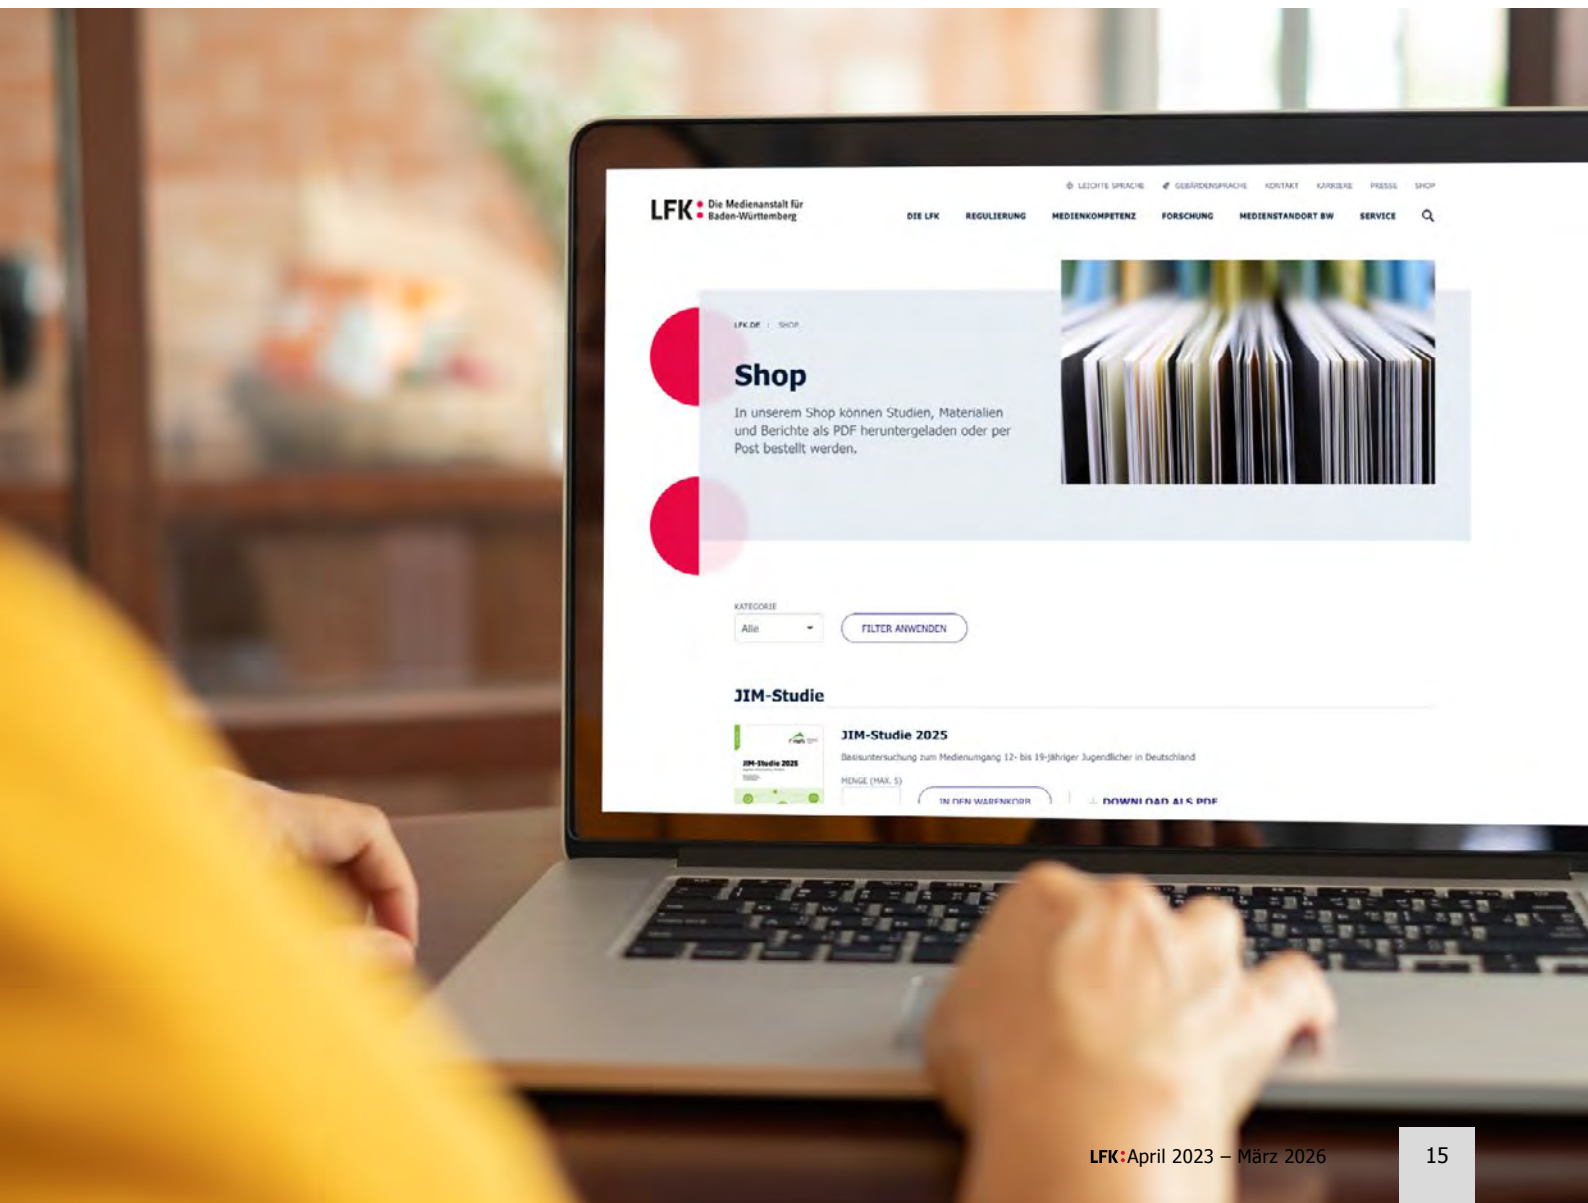 LEICHTE SPRACHE GEBÄRDENSPRACHE KONTAKT KARRIERE PRESSE SHOP
LFK: Die Medienanstalt für
Baden-Württemberg
DIE LFK REGULIERUNG MEDIENKOMPETENZ FORSCHUNG MEDIENSTANDORT BW SERVICE
LFK.DE | SHOP
Shop
In unserem Shop können Studien, Materialien
und Berichte als PDF heruntergeladen oder per
Post bestellt werden.
KATEGORIE
Alle
FILTER ANWENDEN
JIM-Studie
JIM-Studie 2025
Basisuntersuchung zum Medienumgang 12- bis 19-jähriger Jugendlicher in Deutschland
JIM-Studie 2025
MENGE (MAX. 5)
IN DEN WARENKORB
DOWNLOAD ALS PDF
LFK:April 2023 – März 2026
15